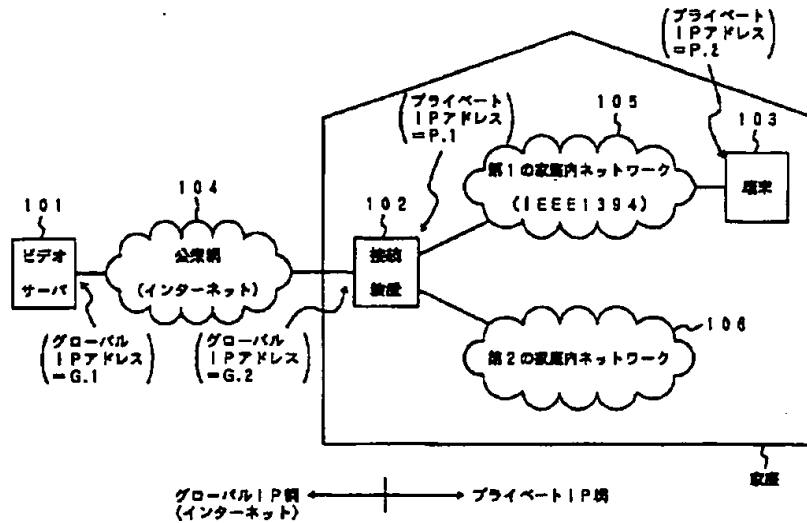 プライベート
IPアドレス
=P.2
103
端末
105
第1の家庭内ネットワーク
(IEEE1394)
プライベート
IPアドレス
=P.1
102
接続
装置
104
公衆網
(インターネット)
101
ビデオ
サーバ
グローバル
IPアドレス
=G.1
グローバル
IPアドレス
=G.2
106
第2の家庭内ネットワーク
家庭
グローバルIP網
(インターネット)
プライベートIP網